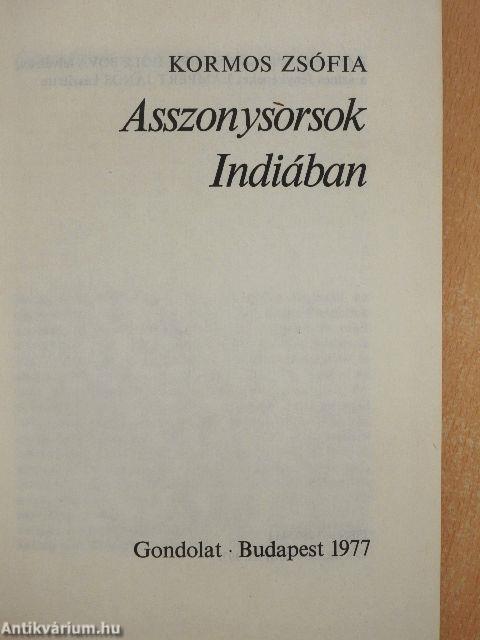 KORMOS ZSÓFIA
Asszonysorsok
Indiában
Gondolat · Budapest 1977
Antikvárium.hu